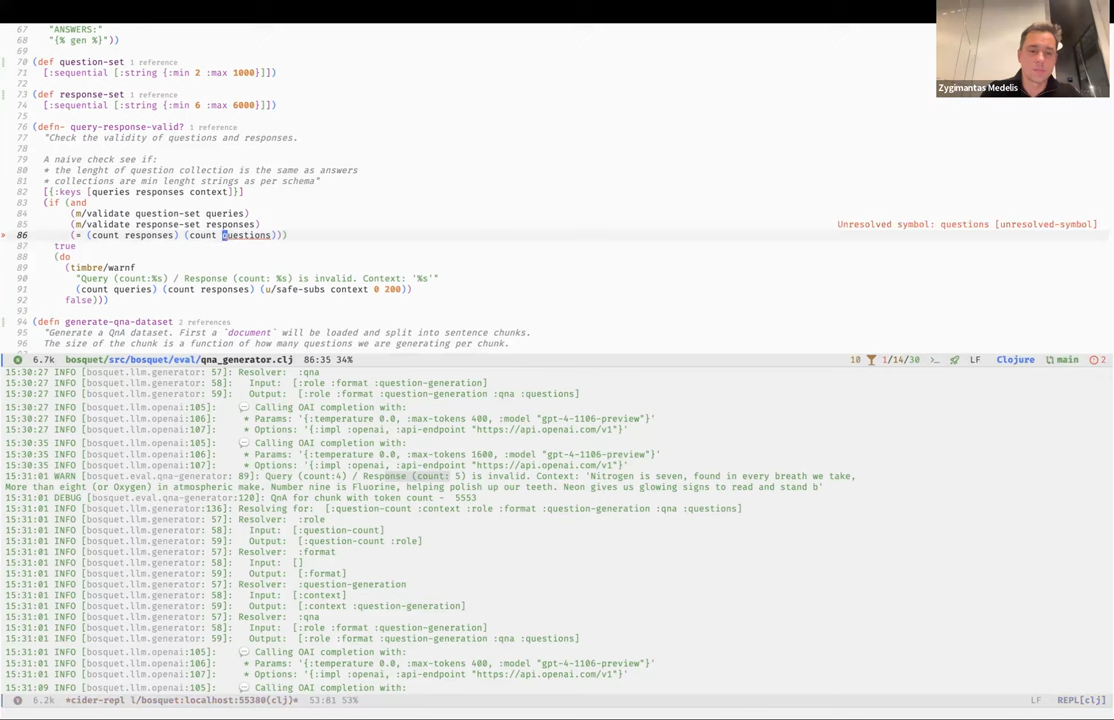 67 "ANSWERS:"
68 "{% gen %}"))
69
70 (def question-set 1 reference
71 [:sequential [:string {:min 2 :max 1000}]])
72
73 (def response-set 1 reference
74 [:sequential [:string {:min 6 :max 6000}]])
75
76 (defn- query-response-valid? 1 reference
77 "Check the validity of questions and responses.
78
79 A naive check see if:
80 * the lenght of question collection is the same as answers
81 * collections are min lenght strings as per schema"
82 [{:keys [queries responses context]}]
83 (if (and
84 (m/validate question-set queries)
85 (m/validate response-set responses)
» 86 (= (count responses) (count questions))) Unresolved symbol: questions [unresolved-symbol]
87 true
88 (do
89 (timbre/warnf
90 "Query (count:%s) / Response (count: %s) is invalid. Context: '%s'"
91 (count queries) (count responses) (u/safe-subs context 0 200))
92 false)))
93
94 (defn generate-qna-dataset 2 references
95 "Generate a QnA dataset. First a `document` will be loaded and split into sentence chunks.
96 The size of the chunk is a function of how many questions we are generating per chunk.
Zygimantas Medelis
6.7k bosquet/src/bosquet/eval/qna_generator.clj 86:35 34% 10 1/14/30 LF Clojure main 2
15:30:27 INFO [bosquet.llm.generator: 57]: Resolver: :qna
15:30:27 INFO [bosquet.llm.generator: 58]: Input: [:role :format :question-generation]
15:30:27 INFO [bosquet.llm.generator: 59]: Output: [:role :format :question-generation :qna :questions]
15:30:27 INFO [bosquet.llm.openai:105]: 💬 Calling OAI completion with:
15:30:27 INFO [bosquet.llm.openai:106]: * Params: '{:temperature 0.0, :max-tokens 400, :model "gpt-4-1106-preview"}'
15:30:27 INFO [bosquet.llm.openai:107]: * Options: '{:impl :openai, :api-endpoint "https://api.openai.com/v1"}'
15:30:35 INFO [bosquet.llm.openai:105]: 💬 Calling OAI completion with:
15:30:35 INFO [bosquet.llm.openai:106]: * Params: '{:temperature 0.0, :max-tokens 1600, :model "gpt-4-1106-preview"}'
15:30:35 INFO [bosquet.llm.openai:107]: * Options: '{:impl :openai, :api-endpoint "https://api.openai.com/v1"}'
15:31:01 WARN [bosquet.eval.qna-generator: 89]: Query (count:4) / Response (count: 5) is invalid. Context: 'Nitrogen is seven, found in every breath we take,
More than eight (or Oxygen) in atmospheric make. Number nine is Fluorine, helping polish up our teeth. Neon gives us glowing signs to read and stand b'
15:31:01 DEBUG [bosquet.eval.qna-generator:120]: QnA for chunk with token count - 5553
15:31:01 INFO [bosquet.llm.generator:136]: Resolving for: [:question-count :context :role :format :question-generation :qna :questions]
15:31:01 INFO [bosquet.llm.generator: 57]: Resolver: :role
15:31:01 INFO [bosquet.llm.generator: 58]: Input: [:question-count]
15:31:01 INFO [bosquet.llm.generator: 59]: Output: [:question-count :role]
15:31:01 INFO [bosquet.llm.generator: 57]: Resolver: :format
15:31:01 INFO [bosquet.llm.generator: 58]: Input: []
15:31:01 INFO [bosquet.llm.generator: 59]: Output: [:format]
15:31:01 INFO [bosquet.llm.generator: 57]: Resolver: :question-generation
15:31:01 INFO [bosquet.llm.generator: 58]: Input: [:context]
15:31:01 INFO [bosquet.llm.generator: 59]: Output: [:context :question-generation]
15:31:01 INFO [bosquet.llm.generator: 57]: Resolver: :qna
15:31:01 INFO [bosquet.llm.generator: 58]: Input: [:role :format :question-generation]
15:31:01 INFO [bosquet.llm.generator: 59]: Output: [:role :format :question-generation :qna :questions]
15:31:01 INFO [bosquet.llm.openai:105]: 💬 Calling OAI completion with:
15:31:01 INFO [bosquet.llm.openai:106]: * Params: '{:temperature 0.0, :max-tokens 400, :model "gpt-4-1106-preview"}'
15:31:01 INFO [bosquet.llm.openai:107]: * Options: '{:impl :openai, :api-endpoint "https://api.openai.com/v1"}'
15:31:09 INFO [bosquet.llm.openai:105]: 💬 Calling OAI completion with:
6.2k *cider-repl l/bosquet:localhost:55380(clj)* 53:81 53% LF REPL[clj]